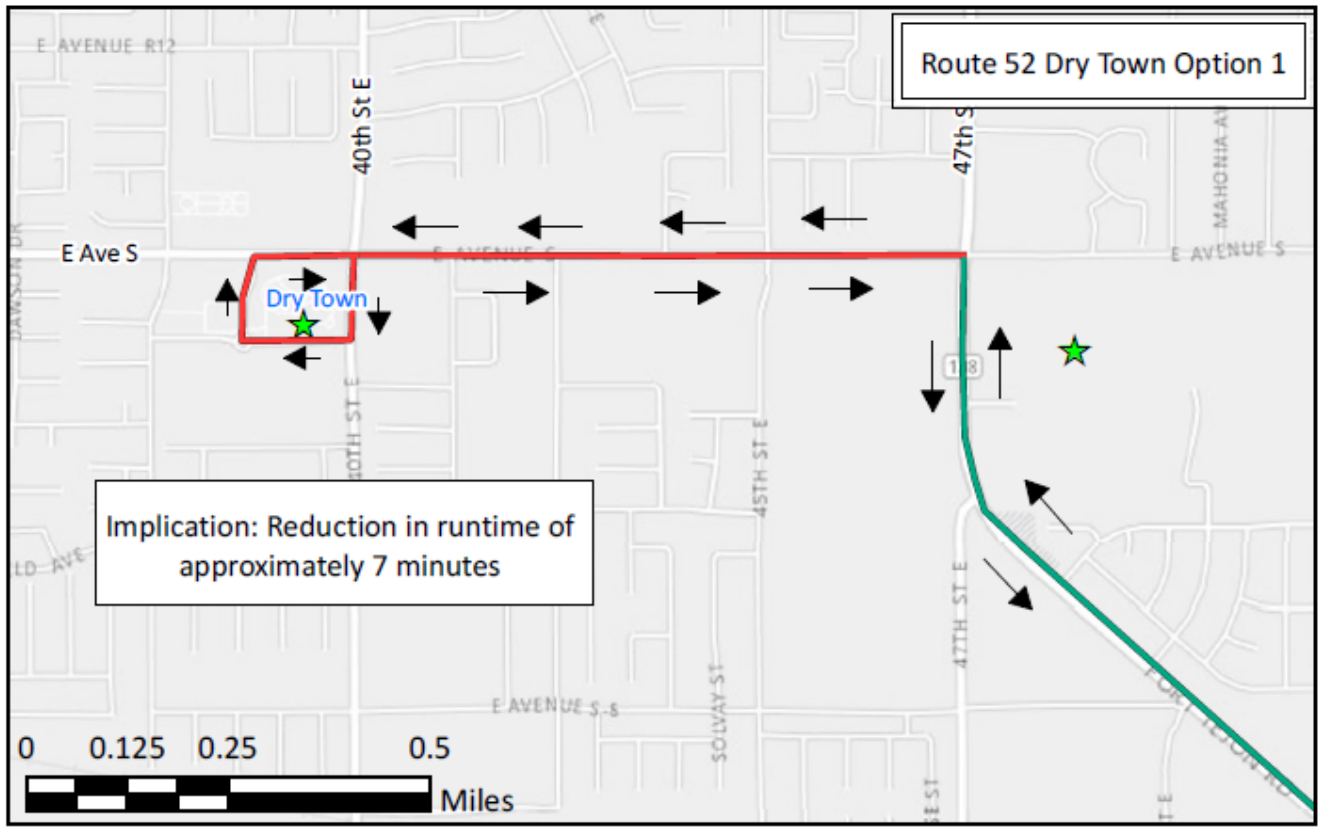 E AVENUE R12
Route 52 Dry Town Option 1
40th St E
47th S
MAHONIA AV
E Ave S
E AVENUE S
E AVENUE S
DAWSON DR
Dry Town
40TH ST E
45TH ST E
Implication: Reduction in runtime of
approximately 7 minutes
LD AVE
47TH ST E
SOLVAY ST
E AVENUE S-8
FORT TEJON RD
0 0.125 0.25 0.5
Miles
SE ST
T E